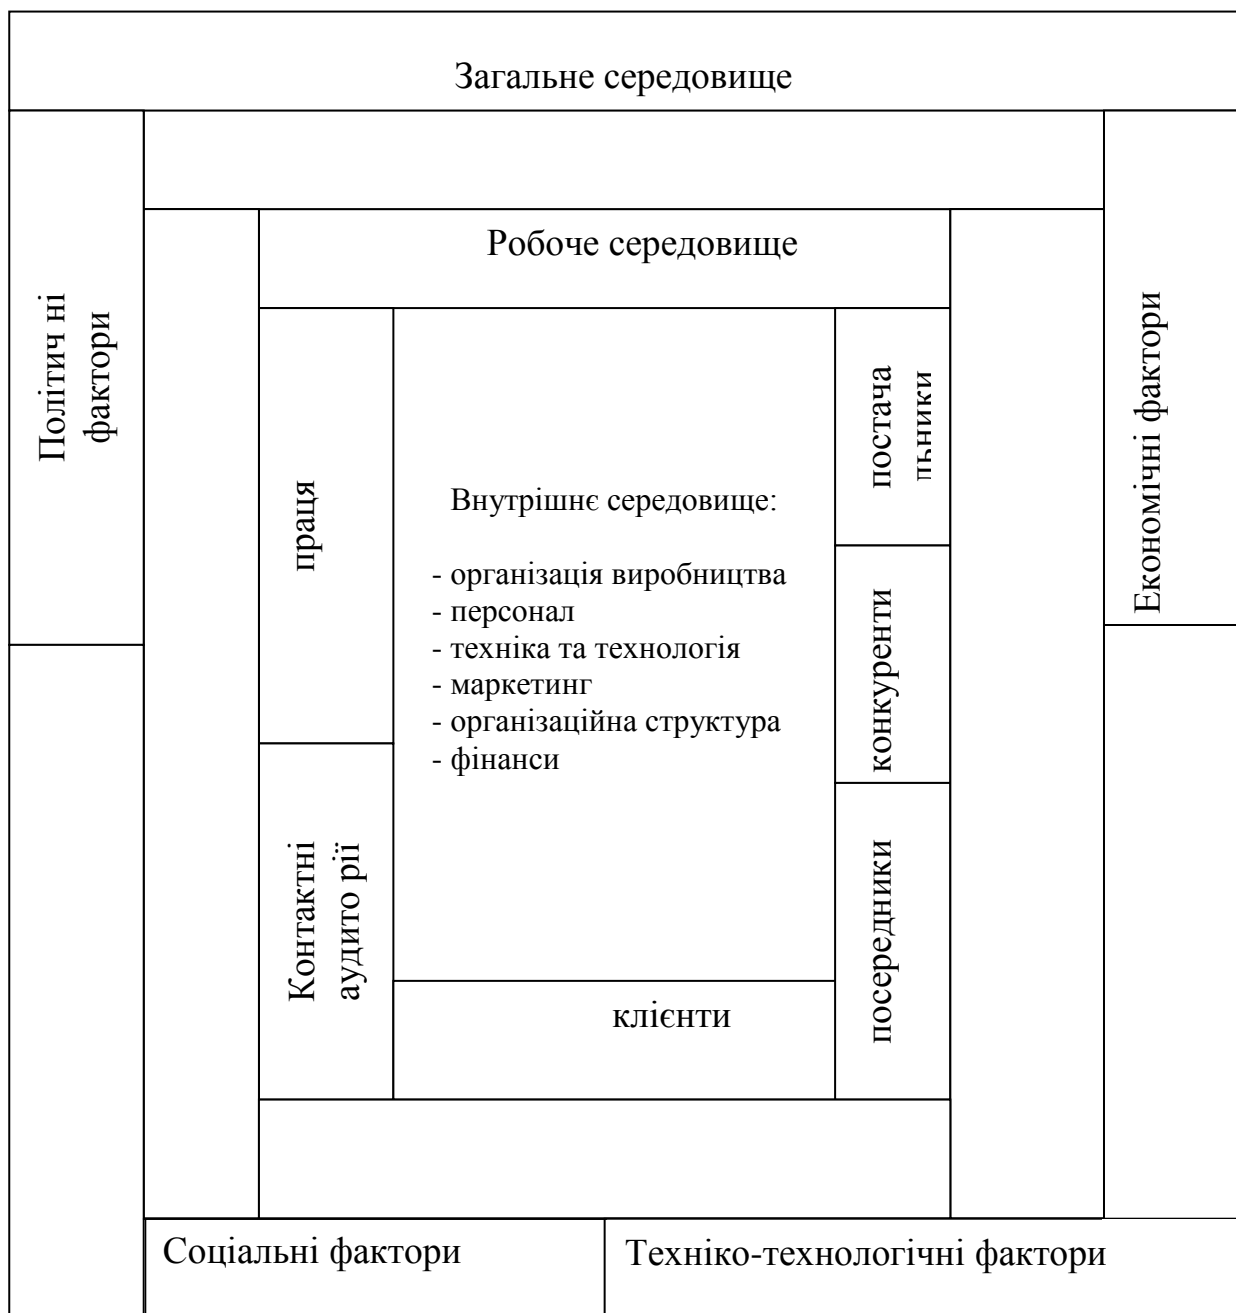 Загальне середовище
Робоче середовище
Політич ні
фактори
праця
Контактні
аудито рії
Внутрішнє середовище:
- організація виробництва
- персонал
- техніка та технологія
- маркетинг
- організаційна структура
- фінанси
клієнти
постача
льники
конкуренти
посередники
Економічні фактори
Соціальні фактори
Техніко-технологічні фактори